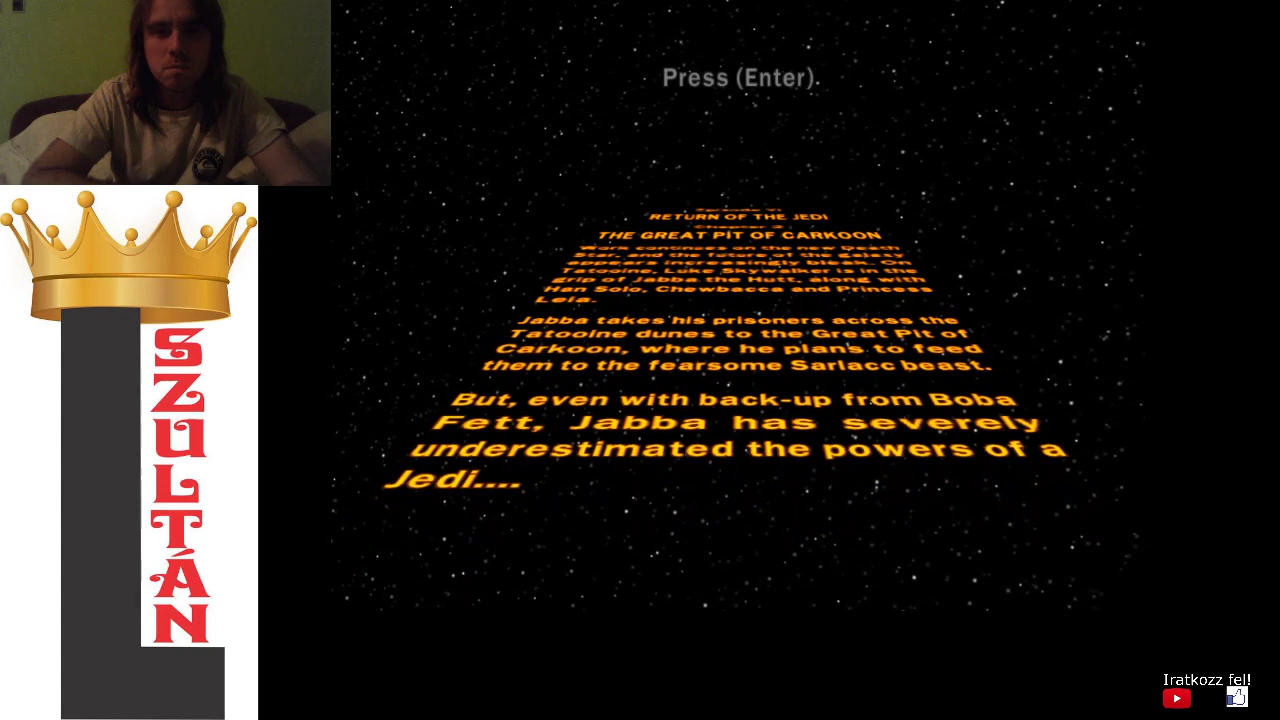 Press (Enter).
Episode VI
RETURN OF THE JEDI
Chapter 2
THE GREAT PIT OF CARKOON
Work continues on the new Death
Star, and the future of the galaxy
appears increasingly bleak. On
Tatooine, Luke Skywalker is in the
grip of Jabba the Hutt, along with
Han Solo, Chewbacca and Princess
Leia.
Jabba takes his prisoners across the
Tatooine dunes to the Great Pit of
Carkoon, where he plans to feed
them to the fearsome Sarlacc beast.
But, even with back-up from Boba
Fett, Jabba has severely
underestimated the powers of a
Jedi....
L
SZULTÁN
Iratkozz fel!